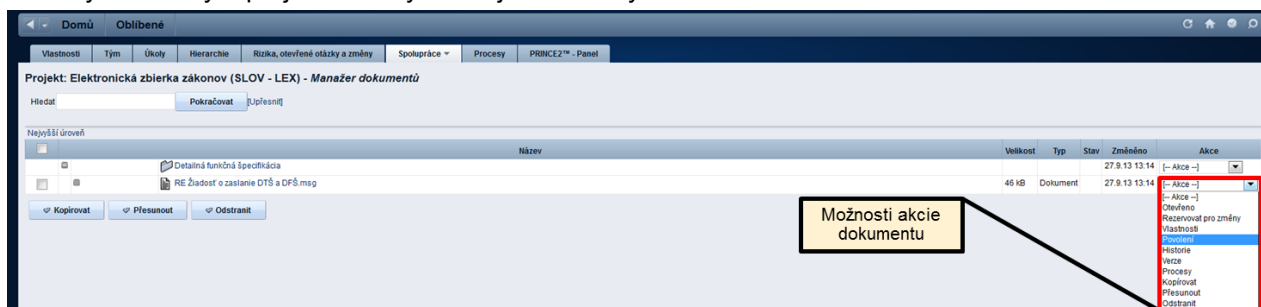 Domů Oblíbené
Vlastnosti Tým Úkoly Hierarchie Rizika, otevřené otázky a změny Spolupráce Procesy PRINCE2™ - Panel
Projekt: Elektronická zbierka zákonov (SLOV - LEX) - Manažer dokumentů
Hledat Pokračovat [Upřesnit]
Nejvyšší úroveň
Název Velikost Typ Stav Změněno Akce
Detailná funkčná špecifikácia 27.9.13 13:14 [-- Akce --]
RE Žiadosť o zaslanie DTŠ a DFŠ.msg 46 kB Dokument 27.9.13 13:14 [-- Akce --]
Kopírovat Přesunout Odstranit
[-- Akce --]
Otevřeno
Rezervovat pro změny
Vlastnosti
Povolení
Historie
Verze
Procesy
Kopírovat
Přesunout
Odstranit
Možnosti akcie
dokumentu